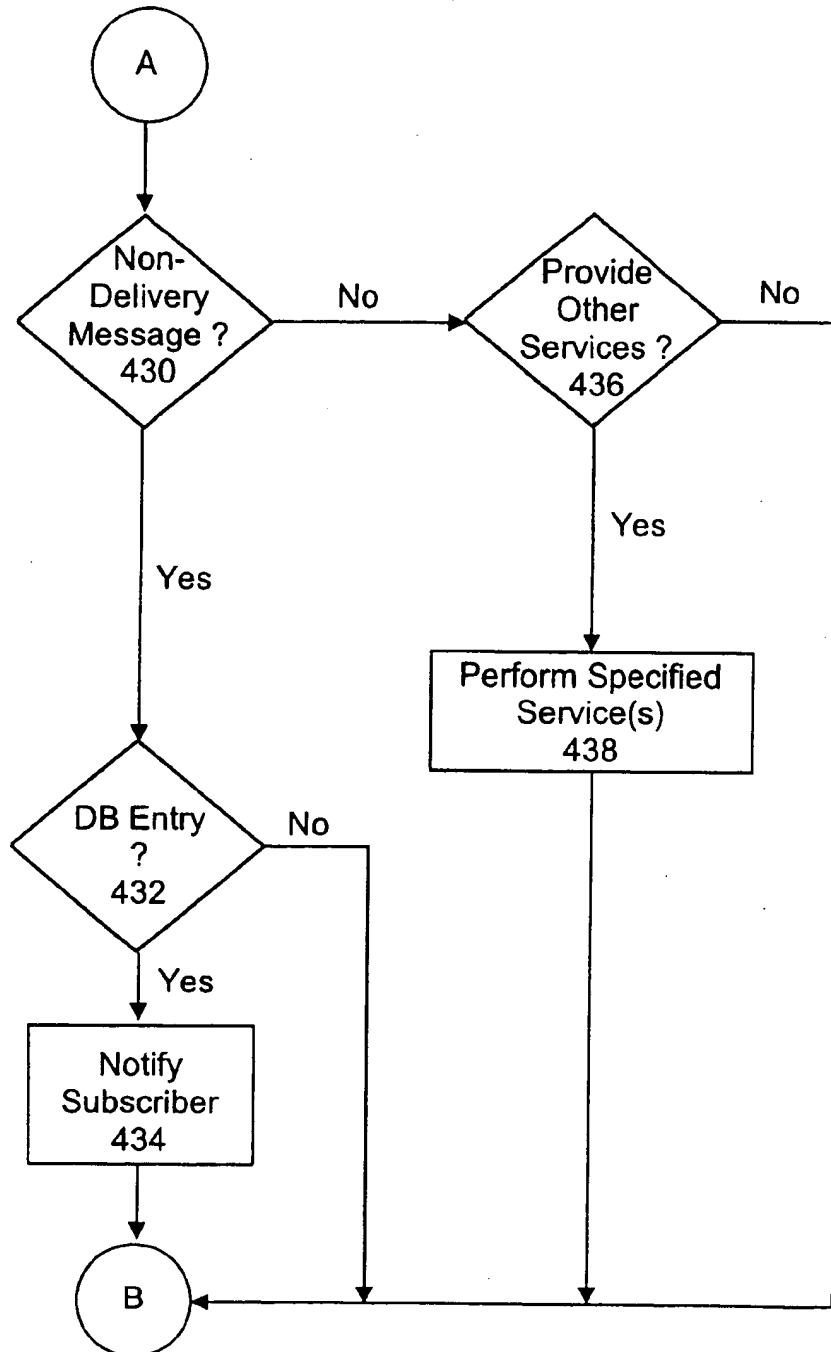 A
Non-
Delivery
Message ?
430
No
Provide
Other
Services ?
436
No
Yes
Yes
Perform Specified
Service(s)
438
DB Entry
?
432
No
Yes
Notify
Subscriber
434
B